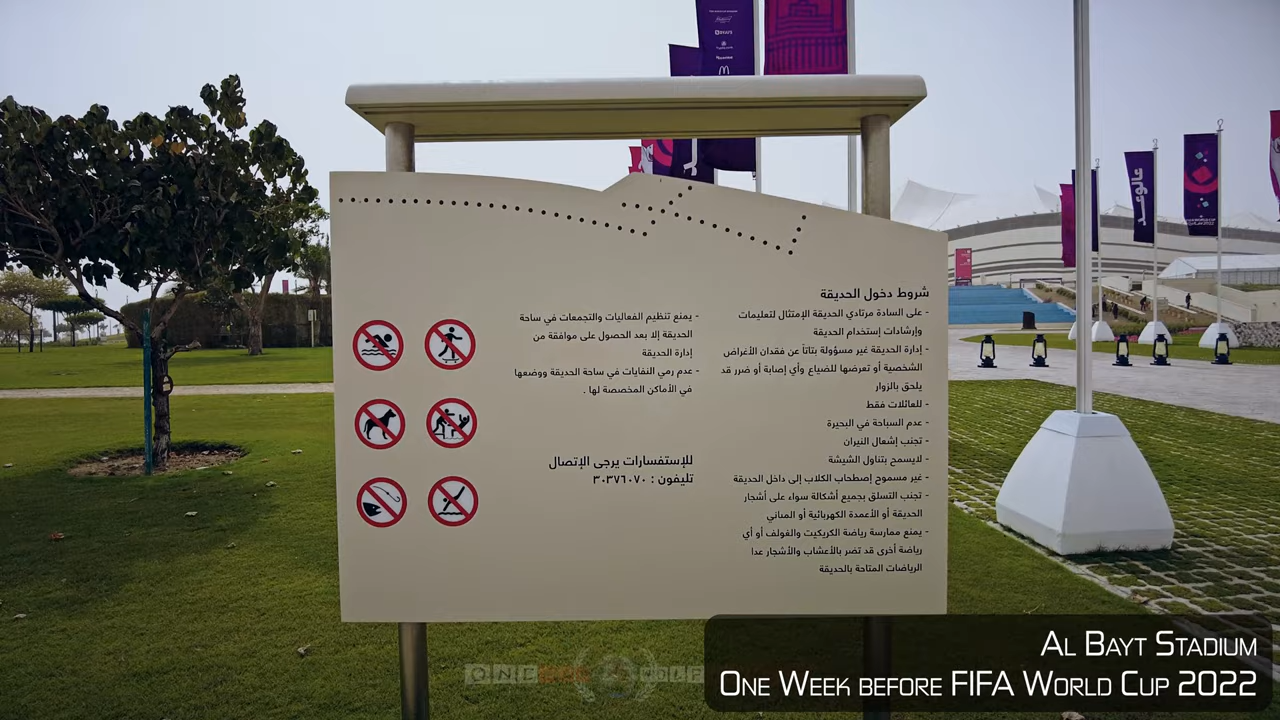 شروط دخول الحديقة
- على السادة مرتادي الحديقة الإمتثال لتعليمات
وإرشادات إستخدام الحديقة
- إدارة الحديقة غير مسؤولة بتاتاً عن فقدان الأغراض
الشخصية أو تعرضها للضياع وأي إصابة أو ضرر قد
يلحق بالزوار
- للعائلات فقط
- عدم السباحة في البحيرة
- تجنب إشعال النيران
- لايسمح بتناول الشيشة
- غير مسموح إصطحاب الكلاب إلى داخل الحديقة
- تجنب التسلق بجميع أشكالة سواء على أشجار
الحديقة أو الأعمدة الكهربائية أو المباني
- يمنع ممارسة رياضة الكريكيت والغولف أو أي
رياضة أخرى قد تضر بالأعشاب والأشجار عدا
الرياضات المتاحة بالحديقة
- يمنع تنظيم الفعاليات والتجمعات في ساحة
الحديقة إلا بعد الحصول على موافقة من
إدارة الحديقة
- عدم رمي النفايات في ساحة الحديقة ووضعها
في الأماكن المخصصة لها .
للإستفسارات يرجى الإتصال
تليفون : ٣٠٣٧٦٠٧٠
AL BAYT STADIUM
ONE WEEK BEFORE FIFA WORLD CUP 2022